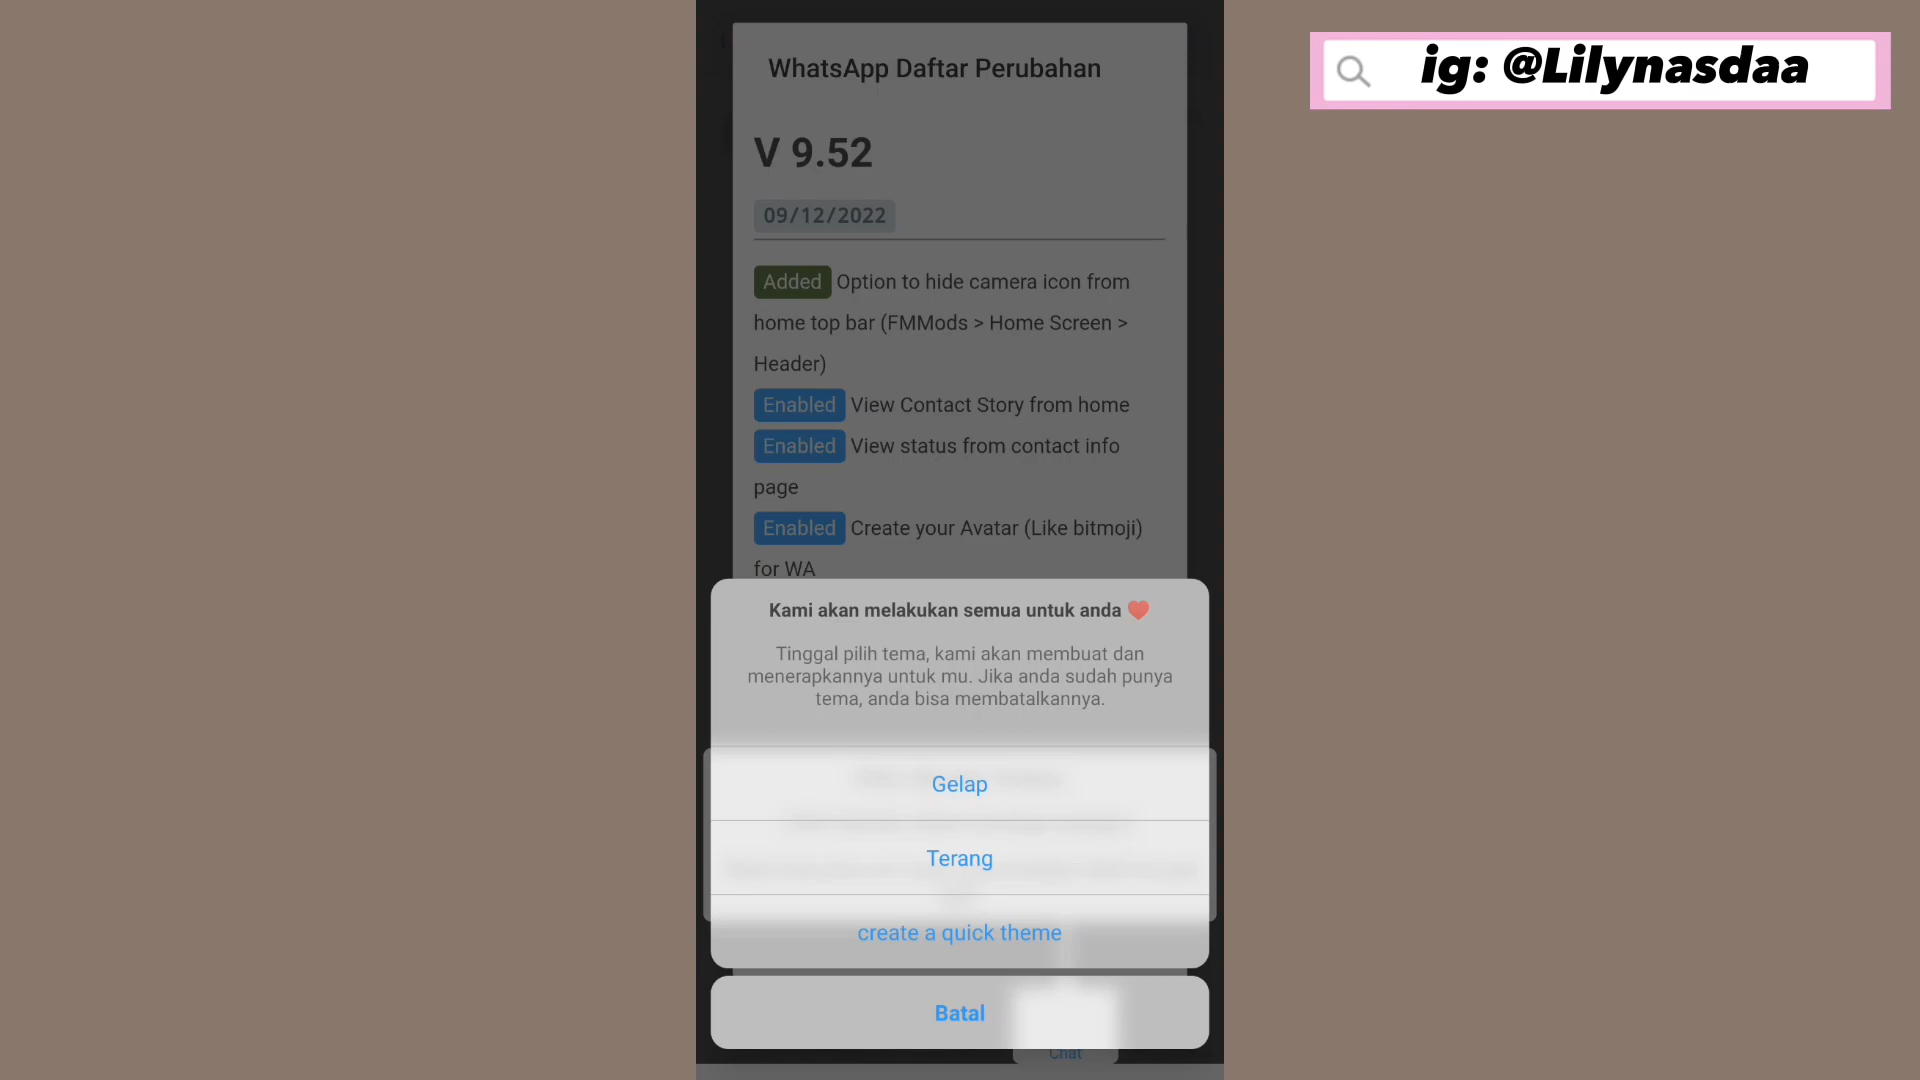 ig: @Lilynasdaa
WhatsApp Daftar Perubahan
V 9.52
09/12/2022
Added Option to hide camera icon from
home top bar (FMMods > Home Screen >
Header)
Enabled View Contact Story from home
Enabled View status from contact info
page
Enabled Create your Avatar (Like bitmoji)
for WA
Kami akan melakukan semua untuk anda ♥
Tinggal pilih tema, kami akan membuat dan
menerapkannya untuk mu. Jika anda sudah punya
tema, anda bisa membatalkannya.
Gelap
Terang
create a quick theme
Batal
Chat